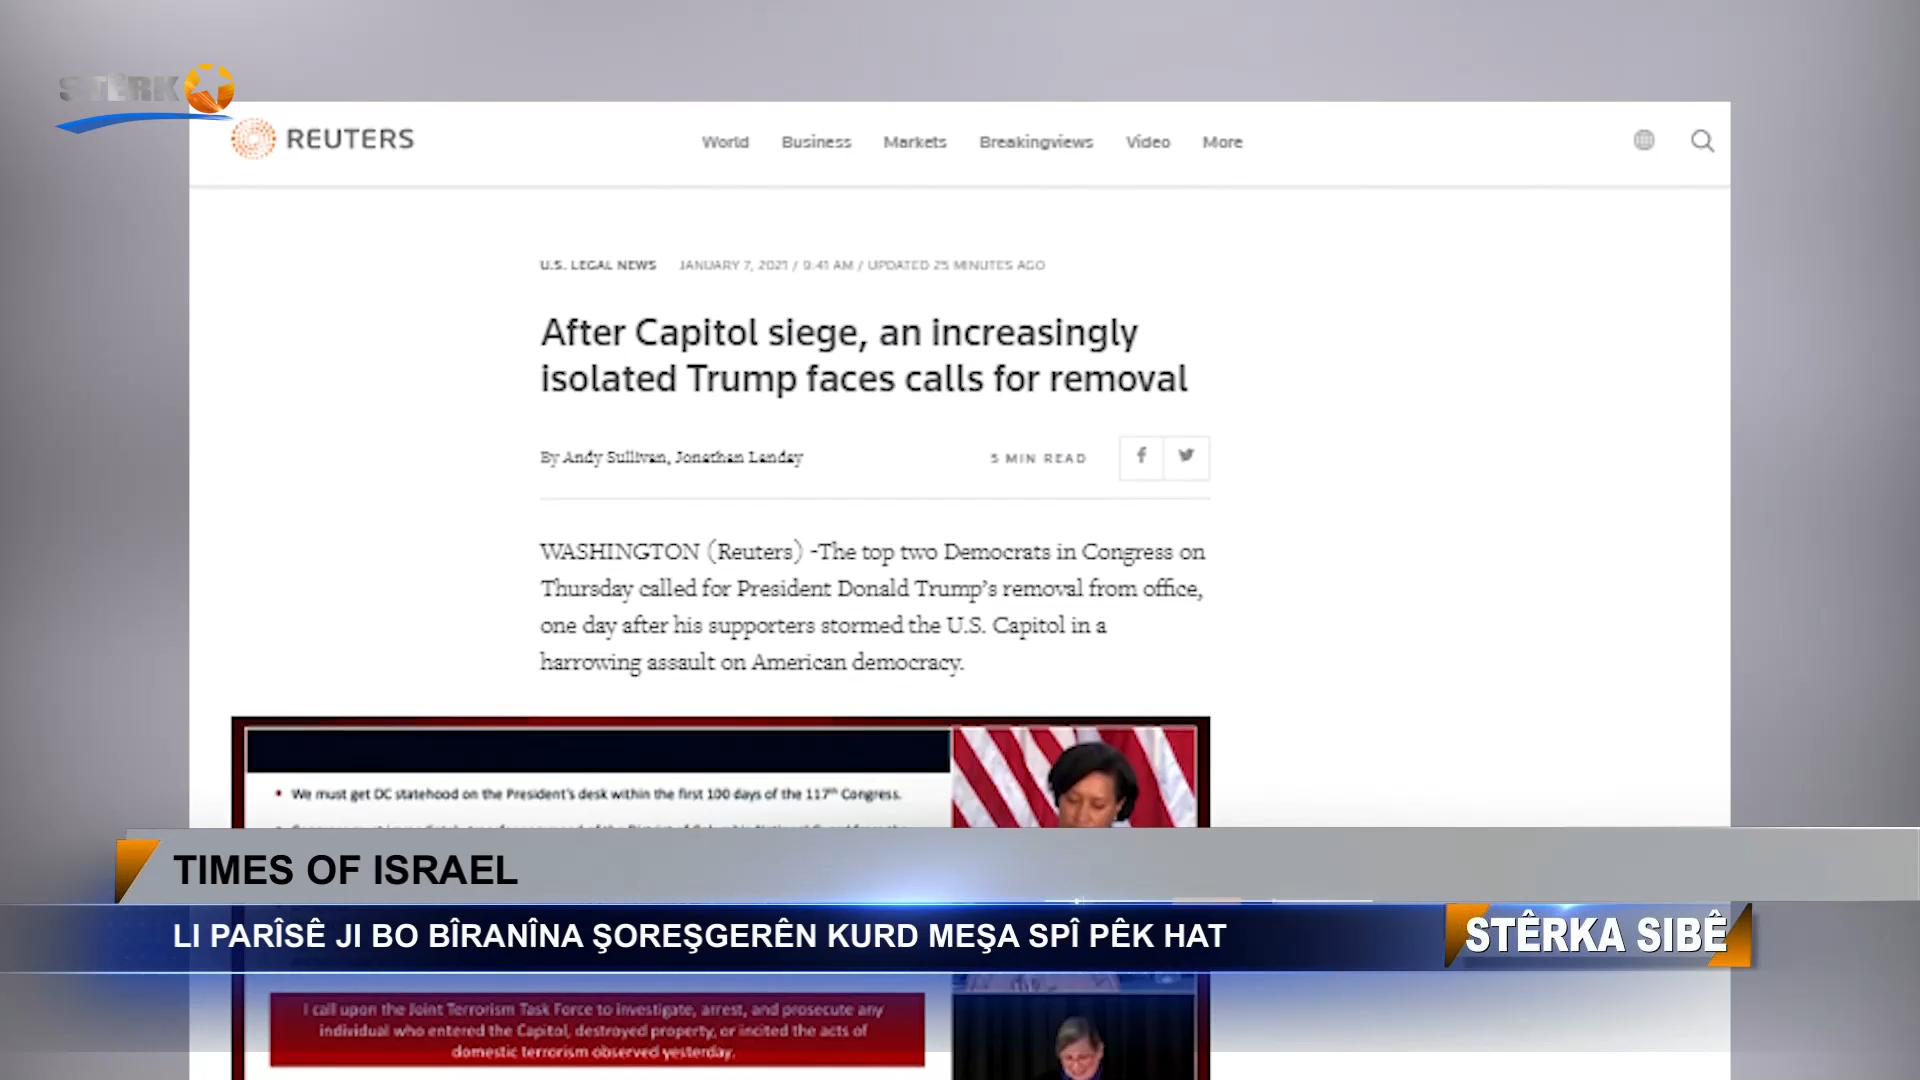 STÊRK
REUTERS
World Business Markets Breakingviews Video More
U.S. LEGAL NEWS JANUARY 7, 2021 / 9:41 AM / UPDATED 25 MINUTES AGO
After Capitol siege, an increasingly
isolated Trump faces calls for removal
By Andy Sullivan, Jonathan Landay
5 MIN READ
WASHINGTON (Reuters) -The top two Democrats in Congress on
Thursday called for President Donald Trump's removal from office,
one day after his supporters stormed the U.S. Capitol in a
harrowing assault on American democracy.
• We must get DC statehood on the President's desk within the first 100 days of the 117th Congress.
TIMES OF ISRAEL
LI PARÎSÊ JI BO BÎRANÎNA ŞOREŞGERÊN KURD MEŞA SPÎ PÊK HAT
STÊRKA SIBÊ
I call upon the Joint Terrorism Task Force to investigate, arrest, and prosecute any
individual who entered the Capitol, destroyed property, or incited the acts of
domestic terrorism observed yesterday.